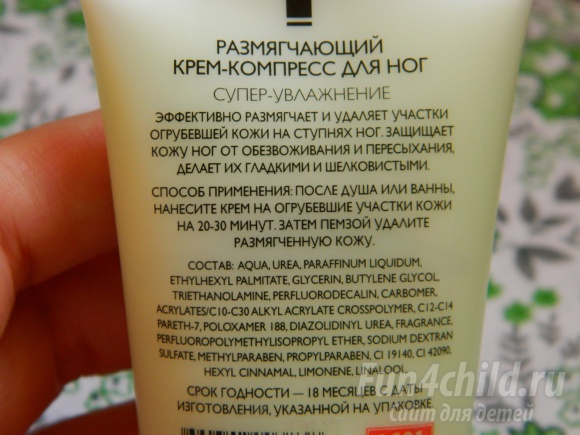 РАЗМЯГЧАЮЩИЙ
КРЕМ-КОМПРЕСС ДЛЯ НОГ
СУПЕР-УВЛАЖНЕНИЕ
ЭФФЕКТИВНО РАЗМЯГЧАЕТ И УДАЛЯЕТ УЧАСТКИ
ОГРУБЕВШЕЙ КОЖИ НА СТУПНЯХ НОГ. ЗАЩИЩАЕТ
КОЖУ НОГ ОТ ОБЕЗВОЖИВАНИЯ И ПЕРЕСЫХАНИЯ,
ДЕЛАЕТ ИХ ГЛАДКИМИ И ШЕЛКОВИСТЫМИ.
СПОСОБ ПРИМЕНЕНИЯ: ПОСЛЕ ДУША ИЛИ ВАННЫ,
НАНЕСИТЕ КРЕМ НА ОГРУБЕВШИЕ УЧАСТКИ КОЖИ
НА 20-30 МИНУТ. ЗАТЕМ ПЕМЗОЙ УДАЛИТЕ
РАЗМЯГЧЕННУЮ КОЖУ.
СОСТАВ: AQUA, UREA, PARAFFINUM LIQUIDUM,
ETHYLHEXYL PALMITATE, GLYCERIN, BUTYLENE GLYCOL,
TRIETHANOLAMINE, PERFLUORODECALIN, CARBOMER,
ACRYLATES/C10-C30 ALKYL ACRYLATE CROSSPOLYMER, C12-C14
PARETH-7, POLOXAMER 188, DIAZOLIDINYL UREA, FRAGRANCE,
PERFLUOROPOLYMETHYLISOPROPYL ETHER, SODIUM DEXTRAN
SULFATE, METHYLPARABEN, PROPYLPARABEN, CI 19140, CI 42090,
HEXYL CINNAMAL, LIMONENE, LINALOOL
СРОК ГОДНОСТИ — 18 МЕСЯЦЕВ С ДАТЫ
ИЗГОТОВЛЕНИЯ, УКАЗАННОЙ НА УПАКОВКЕ
run4child.ru
сайт для детей